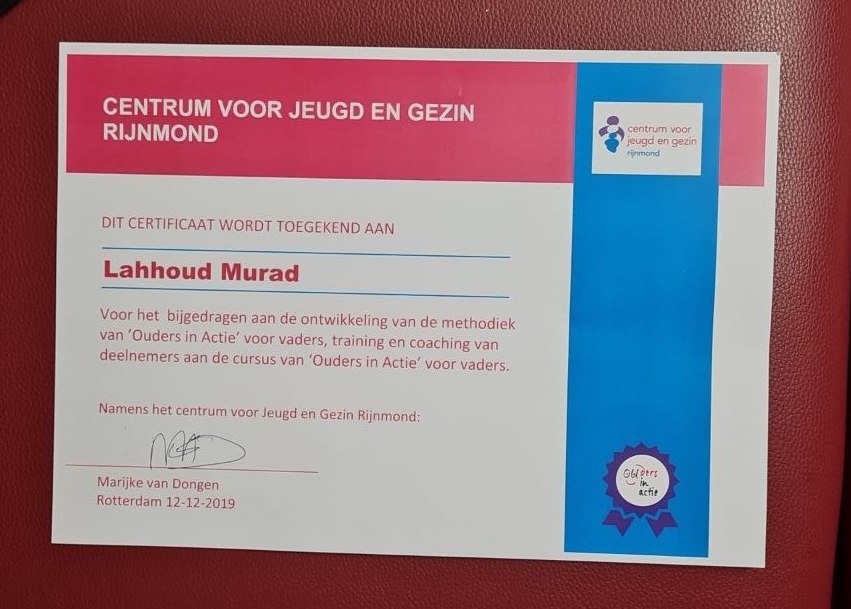 CENTRUM VOOR JEUGD EN GEZIN
RIJNMOND
centrum voor
jeugd en gezin
rijnmond
DIT CERTIFICAAT WORDT TOEGEKEND AAN
Lahhoud Murad
Voor het bijgedragen aan de ontwikkeling van de methodiek
van 'Ouders in Actie' voor vaders, training en coaching van
deelnemers aan de cursus van 'Ouders in Actie' voor vaders.
Namens het centrum voor Jeugd en Gezin Rijnmond:
Marijke van Dongen
Rotterdam 12-12-2019
Ouders
in
actie